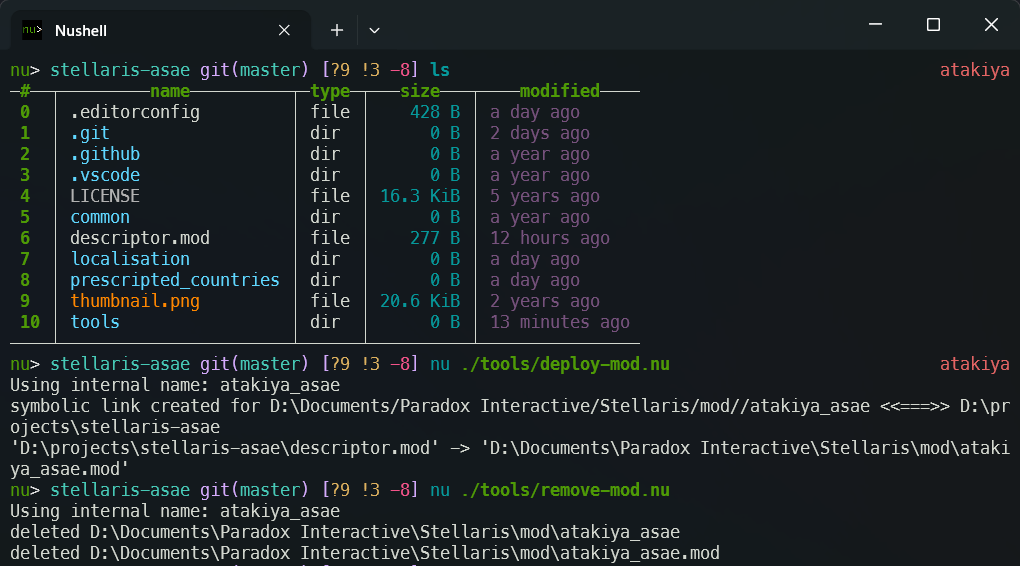 nu> Nushell
nu> stellaris-asae git(master) [?9 !3 -8] ls atakiya
# name type size modified
0 .editorconfig file 428 B a day ago
1 .git dir 0 B 2 days ago
2 .github dir 0 B a year ago
3 .vscode dir 0 B a year ago
4 LICENSE file 16.3 KiB 5 years ago
5 common dir 0 B a year ago
6 descriptor.mod file 277 B 12 hours ago
7 localisation dir 0 B a day ago
8 prescripted_countries dir 0 B a day ago
9 thumbnail.png file 20.6 KiB 2 years ago
10 tools dir 0 B 13 minutes ago
nu> stellaris-asae git(master) [?9 !3 -8] nu ./tools/deploy-mod.nu atakiya
Using internal name: atakiya_asae
symbolic link created for D:\Documents/Paradox Interactive/Stellaris/mod//atakiya_asae <<===>> D:\pr
ojects\stellaris-asae
'D:\projects\stellaris-asae\descriptor.mod' -> 'D:\Documents\Paradox Interactive\Stellaris\mod\ataki
ya_asae.mod'
nu> stellaris-asae git(master) [?9 !3 -8] nu ./tools/remove-mod.nu
Using internal name: atakiya_asae
deleted D:\Documents\Paradox Interactive\Stellaris\mod\atakiya_asae
deleted D:\Documents\Paradox Interactive\Stellaris\mod\atakiya_asae.mod